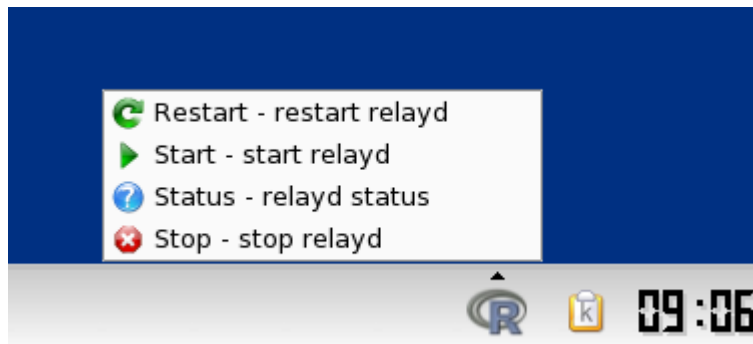 Restart - restart relayd
Start - start relayd
Status - relayd status
Stop - stop relayd
R
k
09:06